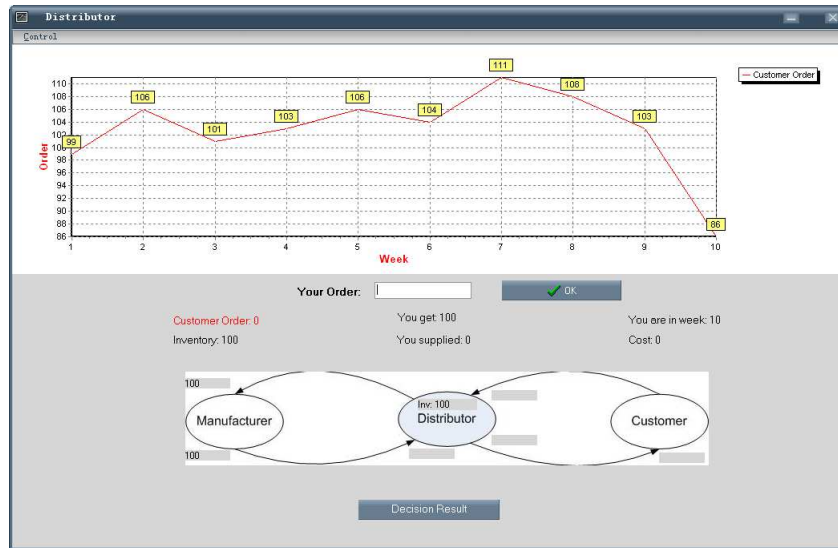 Distributor
Control
111
110
108
106
104
102
100
98
96
94
92
90
88
86
99
106
101
103
106
104
108
103
86
Customer Order
Order
1 2 3 4 5 6 7 8 9 10
Week
Your Order: OK
Customer Order: 0 You get: 100 You are in week: 10
Inventory: 100 You supplied: 0 Cost: 0
100
Inv: 100
Manufacturer Distributor Customer
100
Decision Result